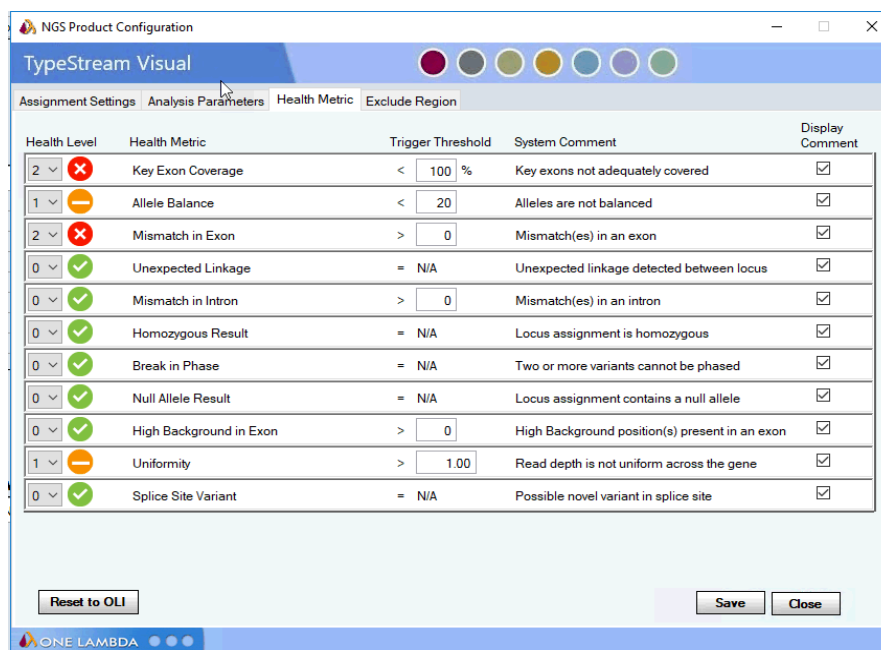 NGS Product Configuration
TypeStream Visual
Assignment Settings Analysis Parameters Health Metric Exclude Region
Health Level Health Metric Trigger Threshold System Comment Display Comment
2 Key Exon Coverage < 100 % Key exons not adequately covered
1 Allele Balance < 20 Alleles are not balanced
2 Mismatch in Exon > 0 Mismatch(es) in an exon
0 Unexpected Linkage = N/A Unexpected linkage detected between locus
0 Mismatch in Intron > 0 Mismatch(es) in an intron
0 Homozygous Result = N/A Locus assignment is homozygous
0 Break in Phase = N/A Two or more variants cannot be phased
0 Null Allele Result = N/A Locus assignment contains a null allele
0 High Background in Exon > 0 High Background position(s) present in an exon
1 Uniformity > 1.00 Read depth is not uniform across the gene
0 Splice Site Variant = N/A Possible novel variant in splice site
Reset to OLI Save Close
ONE LAMBDA